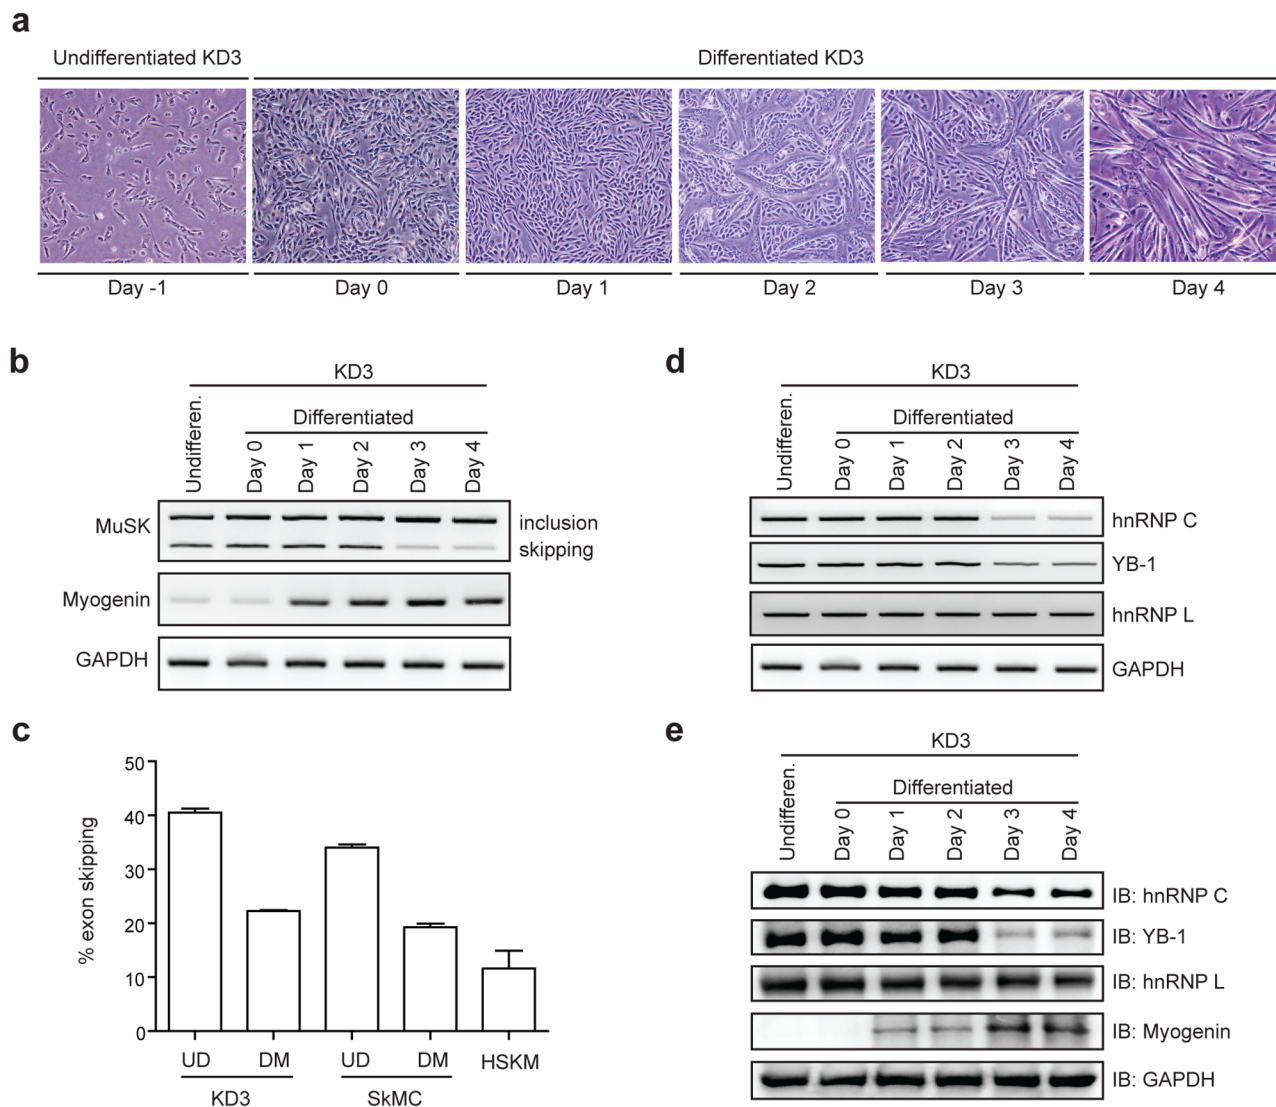 a
Undifferentiated KD3
Differentiated KD3
Day -1
Day 0
Day 1
Day 2
Day 3
Day 4
b
KD3
Undifferen.
Differentiated
Day 0
Day 1
Day 2
Day 3
Day 4
MuSK
inclusion
skipping
Myogenin
GAPDH
c
% exon skipping
50
40
30
20
10
0
UD
DM
UD
DM
HSKM
KD3
SkMC
d
KD3
Undifferen.
Differentiated
Day 0
Day 1
Day 2
Day 3
Day 4
hnRNP C
YB-1
hnRNP L
GAPDH
e
KD3
Undifferen.
Differentiated
Day 0
Day 1
Day 2
Day 3
Day 4
IB: hnRNP C
IB: YB-1
IB: hnRNP L
IB: Myogenin
IB: GAPDH